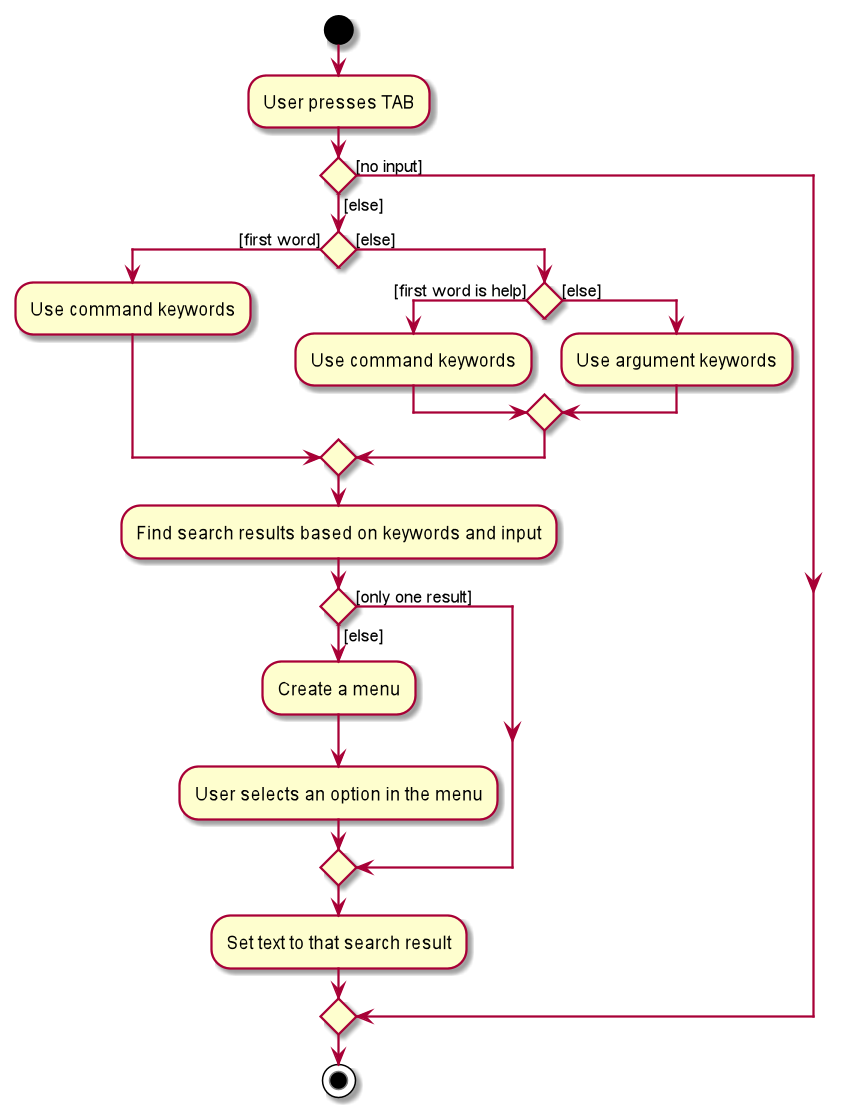 User presses TAB
[no input]
[else]
[first word]
[else]
[first word is help]
[else]
Use command keywords
Use command keywords
Use argument keywords
Find search results based on keywords and input
[only one result]
[else]
Create a menu
User selects an option in the menu
Set text to that search result